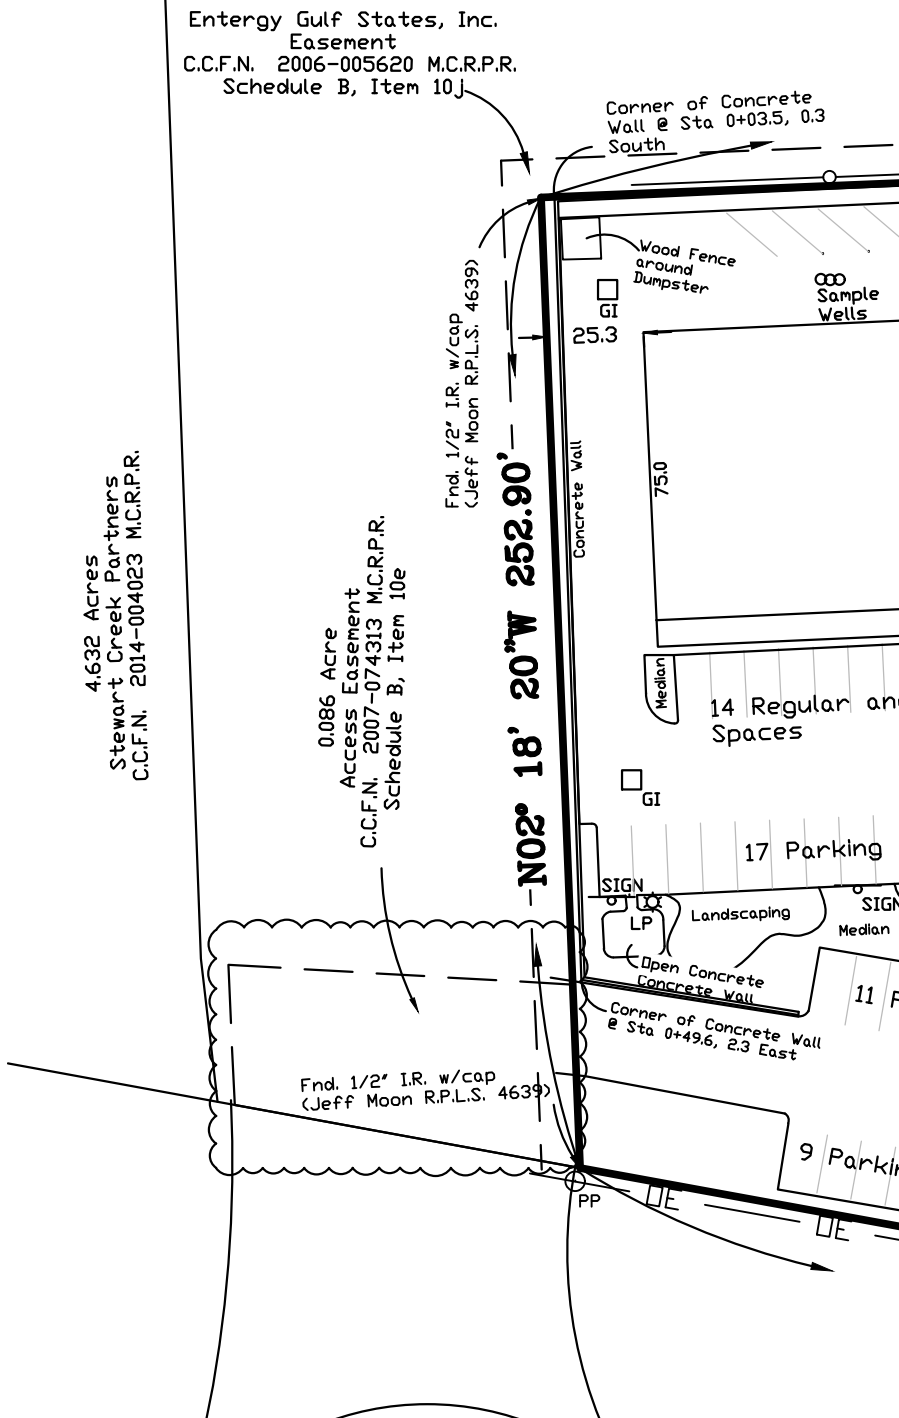 Entergy Gulf States, Inc.
Easement
C.C.F.N. 2006-005620 M.C.R.P.R.
Schedule B, Item 10j
Corner of Concrete
Wall @ Sta 0+03.5, 0.3
South
Wood Fence
around
Dumpster
Sample
Wells
GI
25.3
Fnd. 1/2" I.R. w/cap
(Jeff Moon R.P.L.S. 4639)
Concrete Wall
75.0
N02° 18' 20"W 252.90'
4.632 Acres
Stewart Creek Partners
C.C.F.N. 2014-004023 M.C.R.P.R.
0.086 Acre
Access Easement
C.C.F.N. 2007-074313 M.C.R.P.R.
Schedule B, Item 10e
Median
14 Regular an
Spaces
GI
17 Parking
SIGN
LP
Landscaping
SIGN
Median
Open Concrete
Concrete Wall
11 P
Corner of Concrete Wall
@ Sta 0+49.6, 2.3 East
Fnd. 1/2" I.R. w/cap
(Jeff Moon R.P.L.S. 4639)
9 Parkin
PP
UE
UE